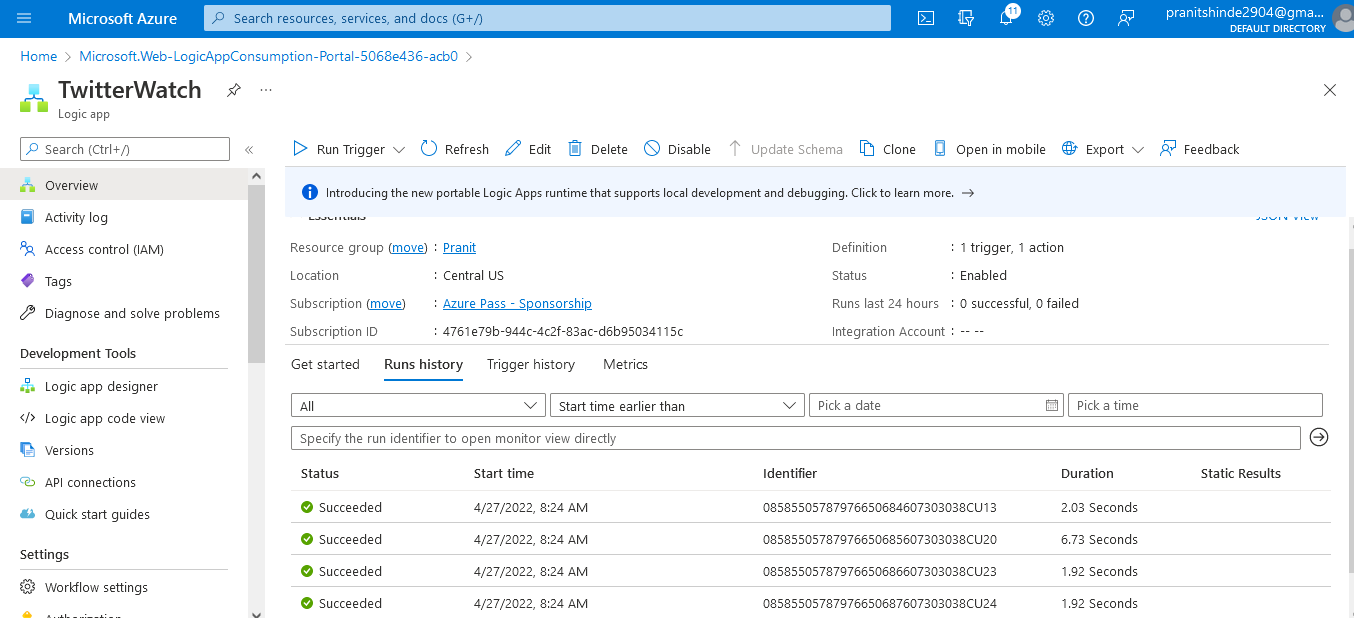 Microsoft Azure
Search resources, services, and docs (G+/)
11
pranitshinde2904@gma...
DEFAULT DIRECTORY
Home > Microsoft.Web-LogicAppConsumption-Portal-5068e436-acb0 >
TwitterWatch
...
Logic app
Search (Ctrl+/)
«
Overview
Activity log
Access control (IAM)
Tags
Diagnose and solve problems
Development Tools
Logic app designer
Logic app code view
Versions
API connections
Quick start guides
Settings
Workflow settings
Authorization
Run Trigger
Refresh
Edit
Delete
Disable
Update Schema
Clone
Open in mobile
Export
Feedback
Introducing the new portable Logic Apps runtime that supports local development and debugging. Click to learn more. →
Essentials
JSON View
Resource group (move) : Pranit
Location : Central US
Subscription (move) : Azure Pass - Sponsorship
Subscription ID : 4761e79b-944c-4c2f-83ac-d6b95034115c
Definition : 1 trigger, 1 action
Status : Enabled
Runs last 24 hours : 0 successful, 0 failed
Integration Account : -- --
Get started
Runs history
Trigger history
Metrics
All
Start time earlier than
Pick a date
Pick a time
Specify the run identifier to open monitor view directly
Status Start time Identifier Duration Static Results
Succeeded 4/27/2022, 8:24 AM 08585505787976650684607303038CU13 2.03 Seconds
Succeeded 4/27/2022, 8:24 AM 08585505787976650685607303038CU20 6.73 Seconds
Succeeded 4/27/2022, 8:24 AM 08585505787976650686607303038CU23 1.92 Seconds
Succeeded 4/27/2022, 8:24 AM 08585505787976650687607303038CU24 1.92 Seconds